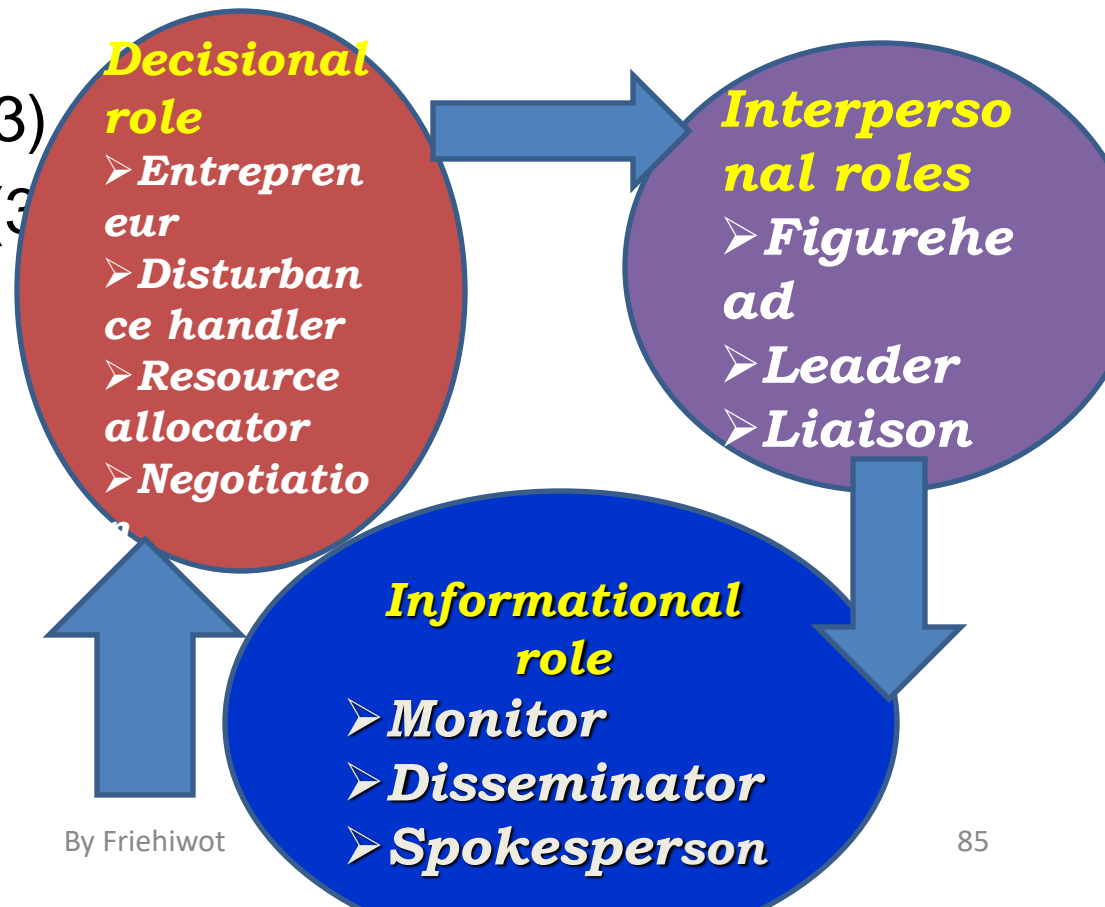 3)
(3
Decisional
role
➢Entrepren
eur
➢Disturban
ce handler
➢Resource
allocator
➢Negotiatio
n
Interperso
nal roles
➢Figurehe
ad
➢Leader
➢Liaison
Informational
role
➢Monitor
➢Disseminator
➢Spokesperson
By Friehiwot
85